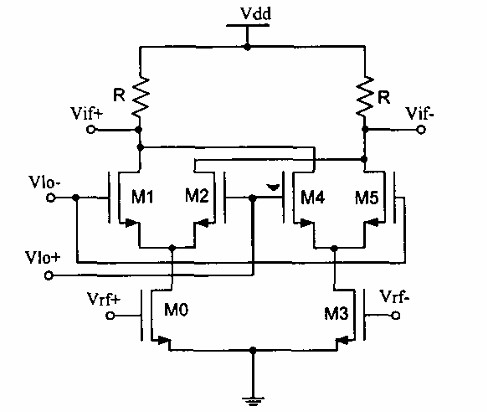 Vdd
R
R
Vif+
Vif-
Vlo-
M1
M2
M4
M5
Vlo+
Vrf+
M0
M3
Vrf-